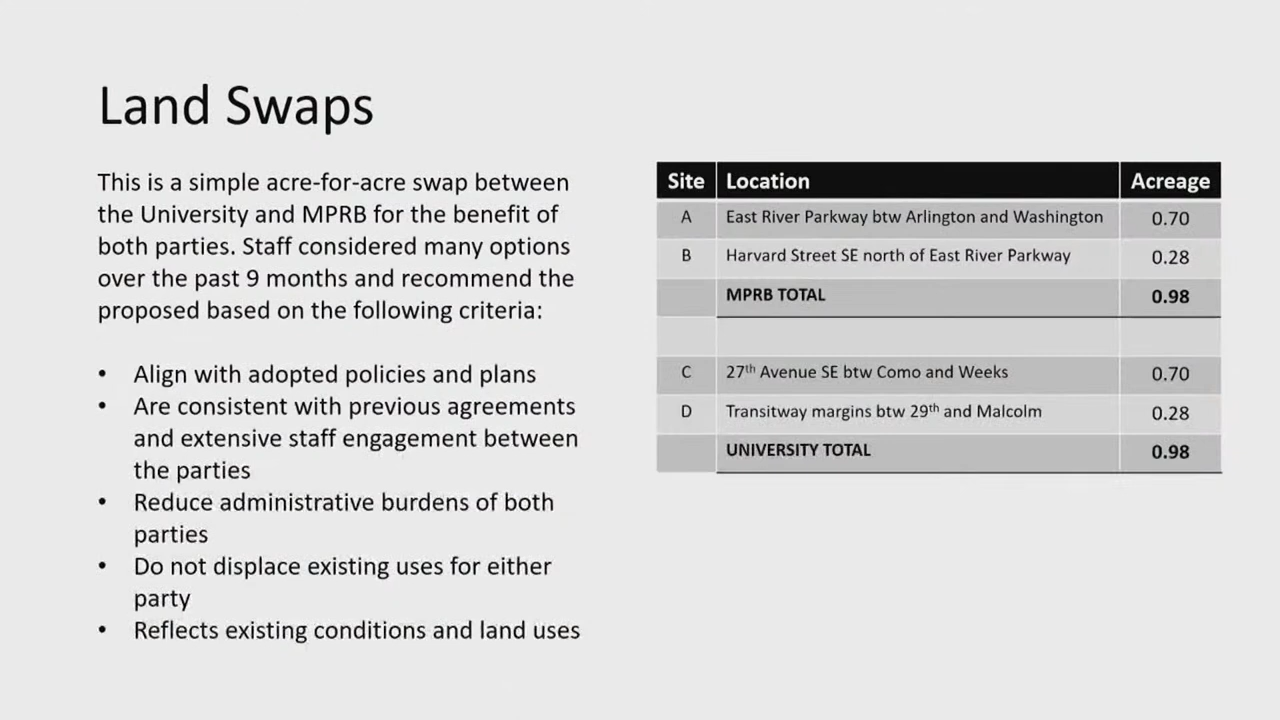 Land Swaps
This is a simple acre-for-acre swap between
the University and MPRB for the benefit of
both parties. Staff considered many options
over the past 9 months and recommend the
proposed based on the following criteria:
• Align with adopted policies and plans
• Are consistent with previous agreements
and extensive staff engagement between
the parties
• Reduce administrative burdens of both
parties
• Do not displace existing uses for either
party
• Reflects existing conditions and land uses
Site Location Acreage
A East River Parkway btw Arlington and Washington 0.70
B Harvard Street SE north of East River Parkway 0.28
MPRB TOTAL 0.98
C 27th Avenue SE btw Como and Weeks 0.70
D Transitway margins btw 29th and Malcolm 0.28
UNIVERSITY TOTAL 0.98